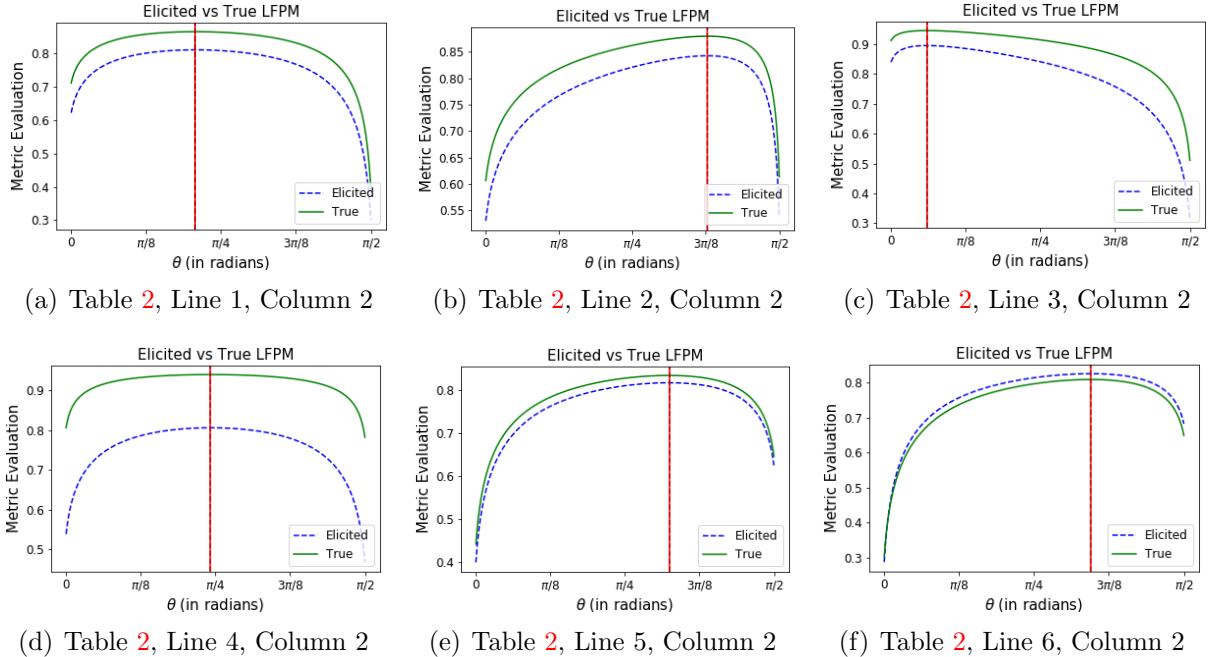 Elicited vs True LFPM
Metric Evaluation
0.8
0.7
0.6
0.5
0.4
0.3
0
π/8
π/4
3π/8
π/2
θ (in radians)
Elicited
True
(a) Table 2, Line 1, Column 2
Elicited vs True LFPM
Metric Evaluation
0.85
0.80
0.75
0.70
0.65
0.60
0.55
0
π/8
π/4
3π/8
π/2
θ (in radians)
Elicited
True
(b) Table 2, Line 2, Column 2
Elicited vs True LFPM
Metric Evaluation
0.9
0.8
0.7
0.6
0.5
0.4
0.3
0
π/8
π/4
3π/8
π/2
θ (in radians)
Elicited
True
(c) Table 2, Line 3, Column 2
Elicited vs True LFPM
Metric Evaluation
0.9
0.8
0.7
0.6
0.5
0
π/8
π/4
3π/8
π/2
θ (in radians)
Elicited
True
(d) Table 2, Line 4, Column 2
Elicited vs True LFPM
Metric Evaluation
0.8
0.7
0.6
0.5
0.4
0
π/8
π/4
3π/8
π/2
θ (in radians)
Elicited
True
(e) Table 2, Line 5, Column 2
Elicited vs True LFPM
Metric Evaluation
0.8
0.7
0.6
0.5
0.4
0.3
0
π/8
π/4
3π/8
π/2
θ (in radians)
Elicited
True
(f) Table 2, Line 6, Column 2